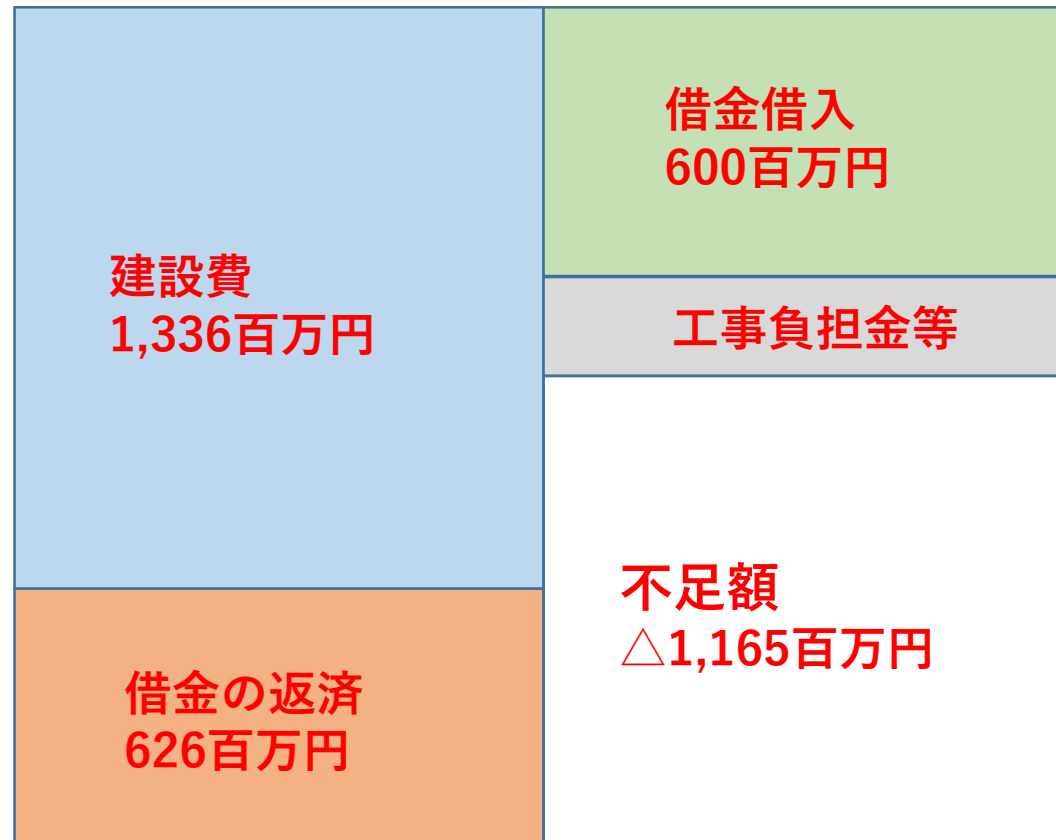 建設費
1,336百万円
借金の返済
626百万円
借金借入
600百万円
工事負担金等
不足額
△1,165百万円